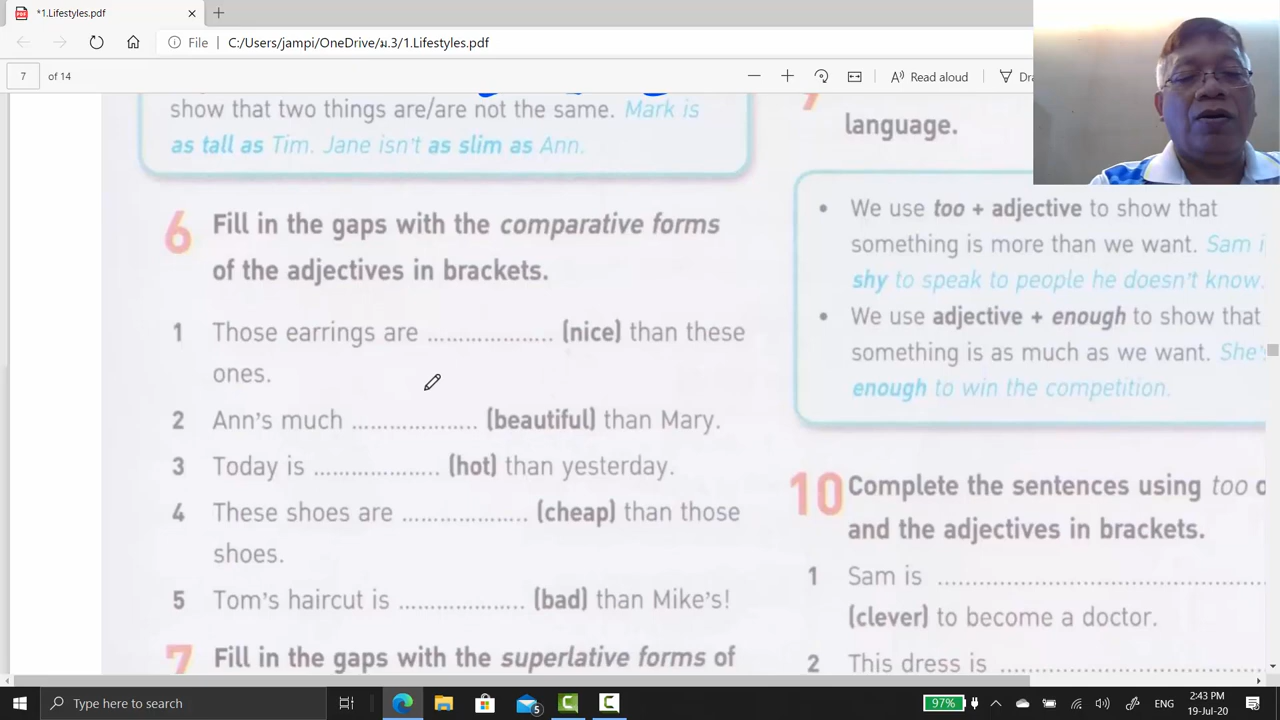 *1.Lifestyles.pdf
File C:/Users/jampi/OneDrive/ม.3/1.Lifestyles.pdf
7 of 14
Read aloud
show that two things are/are not the same. Mark is
as tall as Tim. Jane isn't as slim as Ann.
6 Fill in the gaps with the comparative forms
of the adjectives in brackets.
1 Those earrings are .................... (nice) than these
ones.
2 Ann's much .................... (beautiful) than Mary.
3 Today is .................... (hot) than yesterday.
4 These shoes are .................... (cheap) than those
shoes.
5 Tom's haircut is .................... (bad) than Mike's!
7 Fill in the gaps with the superlative forms of
language.
• We use too + adjective to show that
something is more than we want. Sam i
shy to speak to people he doesn't know.
• We use adjective + enough to show that
something is as much as we want. She'
enough to win the competition.
10 Complete the sentences using too o
and the adjectives in brackets.
1 Sam is ..................................................
(clever) to become a doctor.
2 This dress is ..........................................
Type here to search
5
97%
ENG
2:43 PM
19-Jul-20